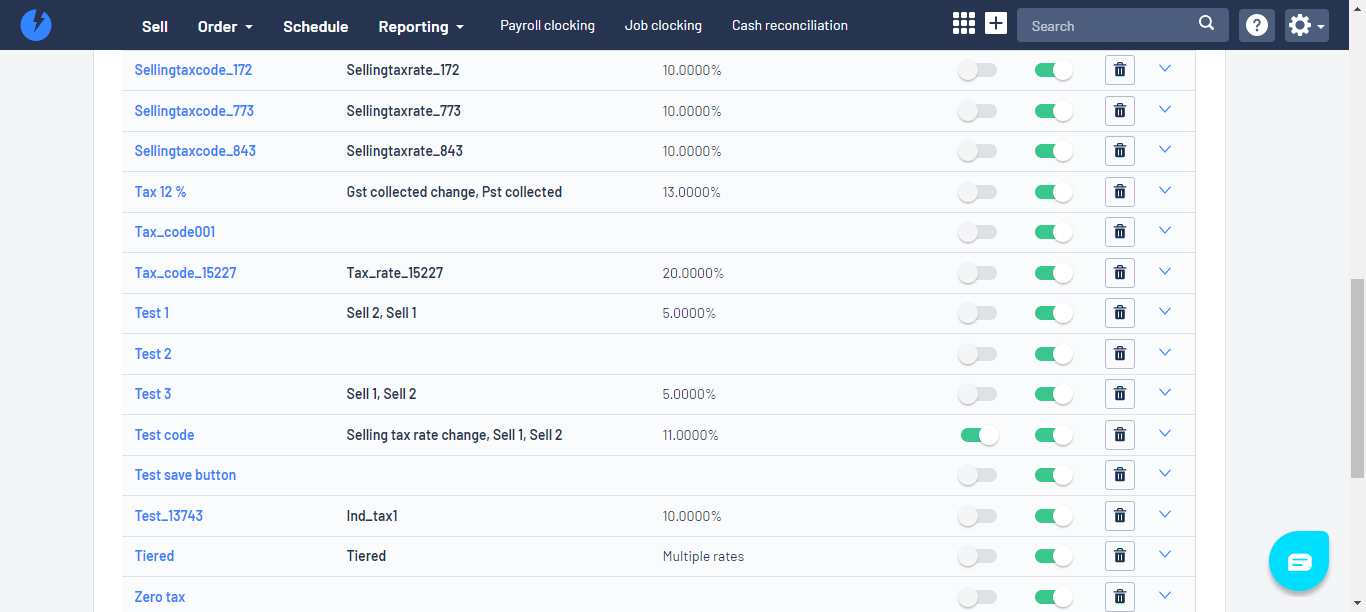 Sell Order Schedule Reporting Payroll clocking Job clocking Cash reconciliation Search
Sellingtaxcode_172 Sellingtaxrate_172 10.0000%
Sellingtaxcode_773 Sellingtaxrate_773 10.0000%
Sellingtaxcode_843 Sellingtaxrate_843 10.0000%
Tax 12 % Gst collected change, Pst collected 13.0000%
Tax_code001
Tax_code_15227 Tax_rate_15227 20.0000%
Test 1 Sell 2, Sell 1 5.0000%
Test 2
Test 3 Sell 1, Sell 2 5.0000%
Test code Selling tax rate change, Sell 1, Sell 2 11.0000%
Test save button
Test_13743 Ind_tax1 10.0000%
Tiered Tiered Multiple rates
Zero tax